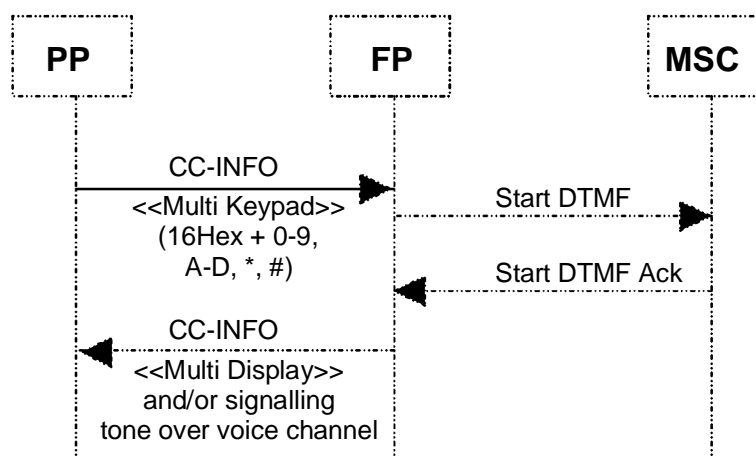 PP
FP
MSC
CC-INFO
<<Multi Keypad>>
(16Hex + 0-9,
A-D, *, #)
Start DTMF
Start DTMF Ack
CC-INFO
<<Multi Display>>
and/or signalling
tone over voice channel